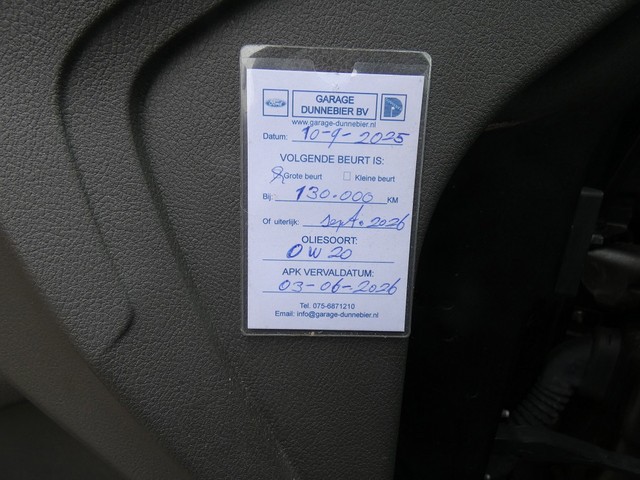 Ford
GARAGE
DUNNEBIER BV
www.garage-dunnebier.nl
Datum: 10-9-2025
VOLGENDE BEURT IS:
Grote beurt Kleine beurt
Bij: 130.000 KM
Of uiterlijk: sept. 2026
OLIESOORT:
0W20
APK VERVALDATUM:
03-06-2026
Tel. 075-6871210
Email: info@garage-dunnebier.nl